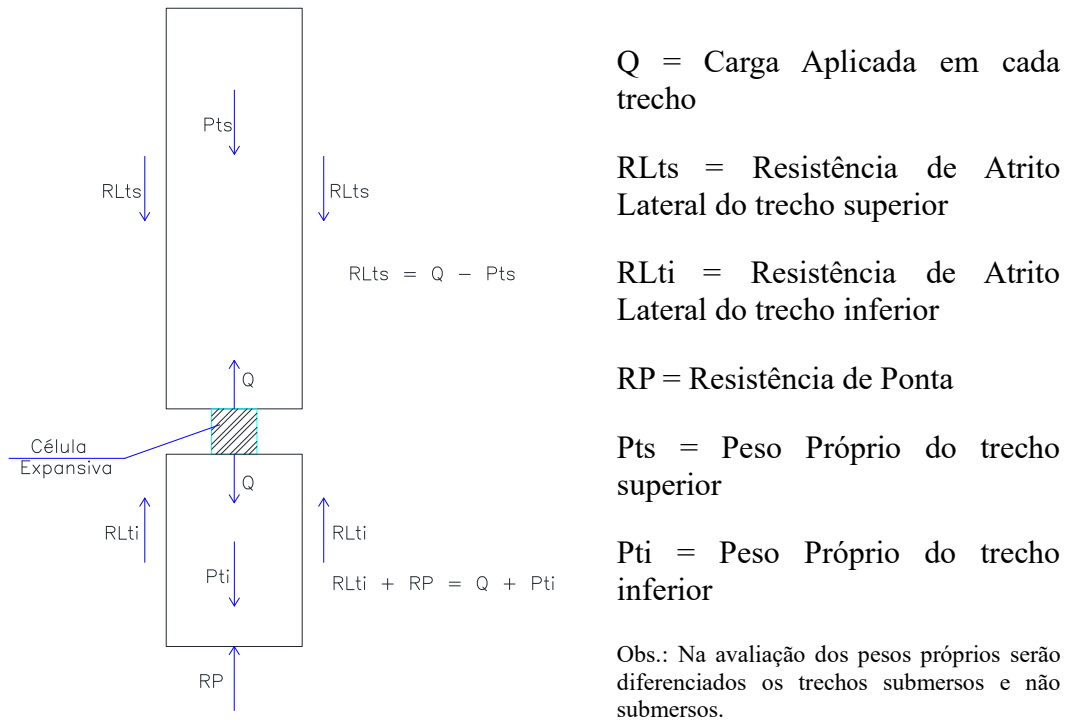 Pts
RLts
RLts
RLts = Q - Pts
Q
Célula
Expansiva
Q
RLti
RLti
Pti
RLti + RP = Q + Pti
RP
Q = Carga Aplicada em cada
trecho
RLts = Resistência de Atrito
Lateral do trecho superior
RLti = Resistência de Atrito
Lateral do trecho inferior
RP = Resistência de Ponta
Pts = Peso Próprio do trecho
superior
Pti = Peso Próprio do trecho
inferior
Obs.: Na avaliação dos pesos próprios serão
diferenciados os trechos submersos e não
submersos.